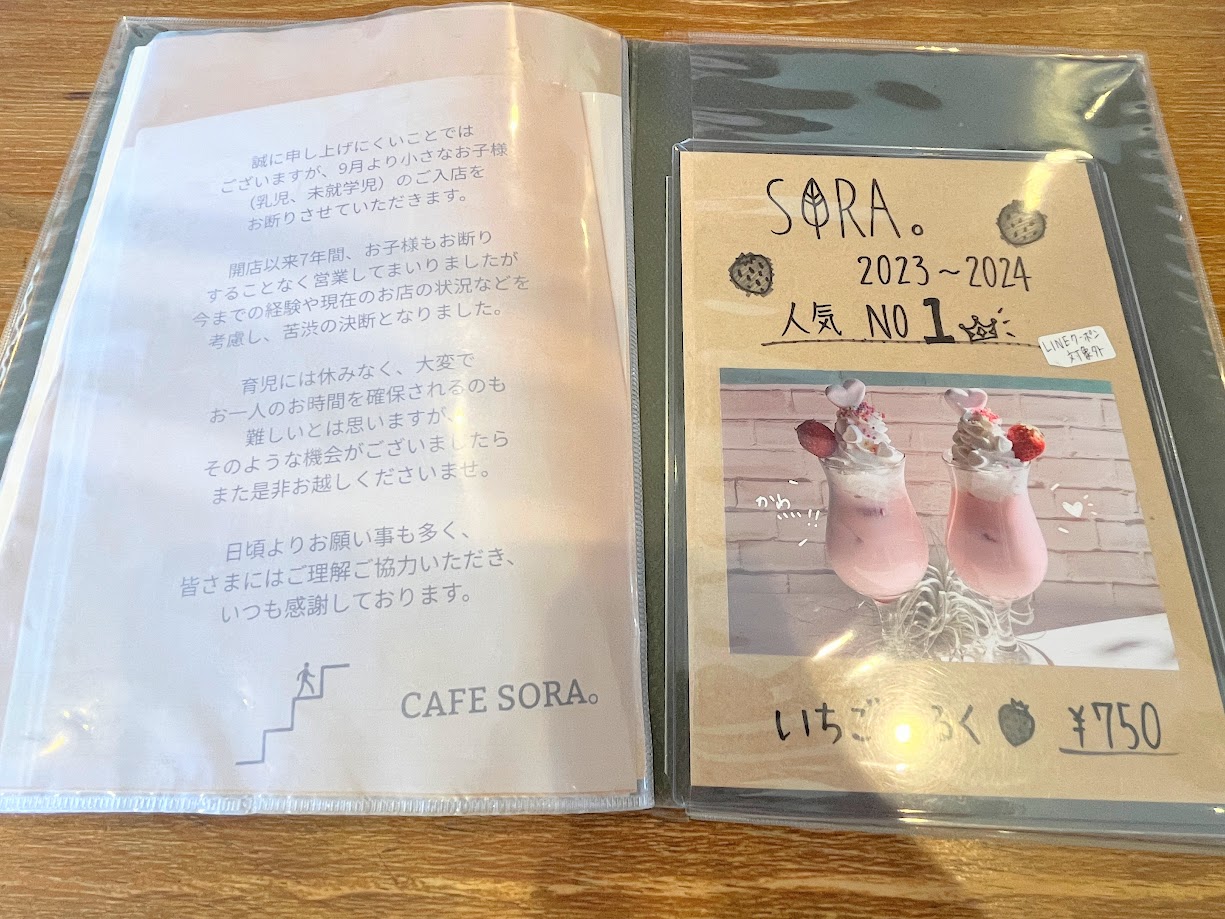 誠に申し上げにくいことでは
ございますが、9月より小さなお子様
(乳児、未就学児）のご入店を
お断りさせていただきます。
開店以来7年間、お子様もお断り
することなく営業してまいりましたが
今までの経験や現在のお店の状況などを
考慮し、苦渋の決断となりました。
育児には休みなく、大変で
お一人のお時間を確保されるのも
難しいとは思いますが、
そのような機会がございましたら
また是非お越しくださいませ。
日頃よりお願い事も多く、
皆さまにはご理解ご協力いただき、
いつも感謝しております。
CAFE SORA。
SORA。
2023～2024
人気 NO1
LINEクーポン
対象外
かわ
!!
いちご
¥750